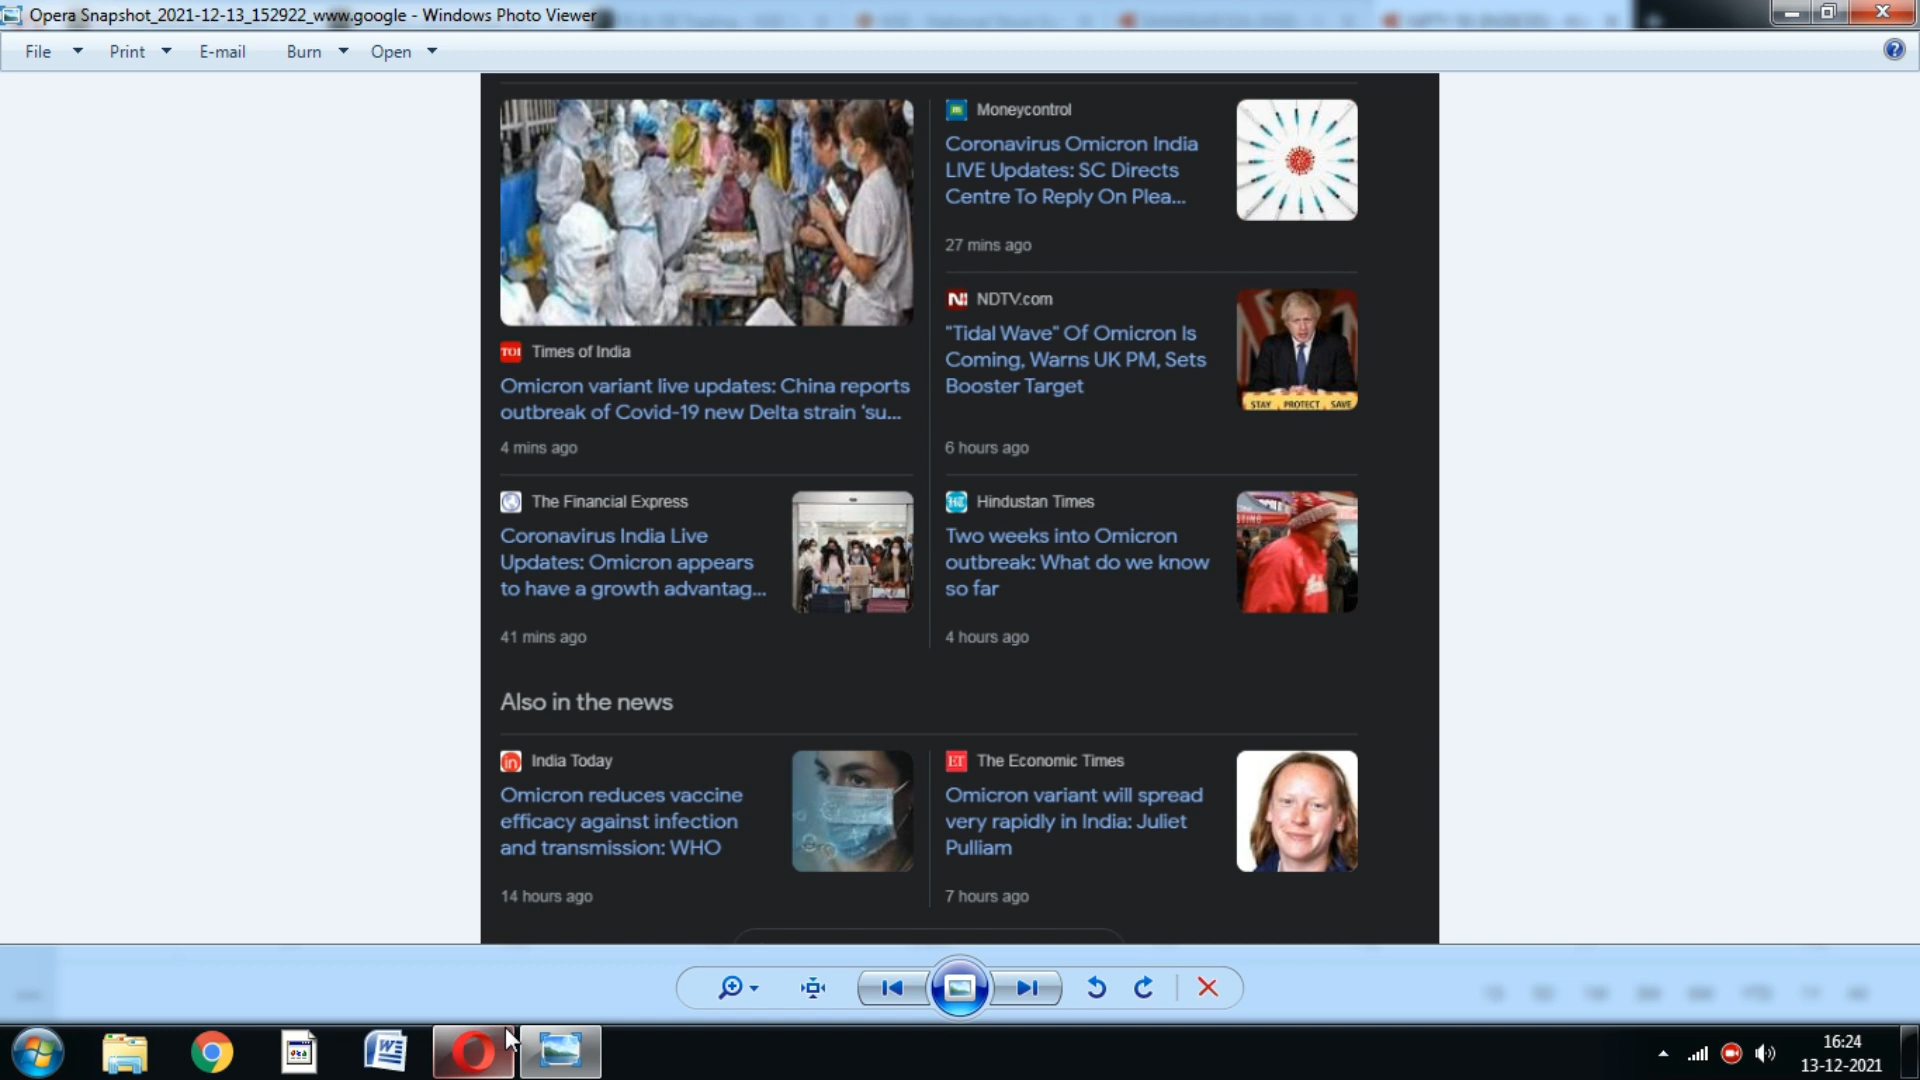 Opera Snapshot_2021-12-13_152922_www.google - Windows Photo Viewer
File Print E-mail Burn Open
Times of India
Omicron variant live updates: China reports
outbreak of Covid-19 new Delta strain 'su...
4 mins ago
Moneycontrol
Coronavirus Omicron India
LIVE Updates: SC Directs
Centre To Reply On Plea...
27 mins ago
NDTV.com
"Tidal Wave" Of Omicron Is
Coming, Warns UK PM, Sets
Booster Target
STAY PROTECT SAVE
6 hours ago
The Financial Express
Coronavirus India Live
Updates: Omicron appears
to have a growth advantag...
41 mins ago
Hindustan Times
Two weeks into Omicron
outbreak: What do we know
so far
4 hours ago
Also in the news
India Today
Omicron reduces vaccine
efficacy against infection
and transmission: WHO
14 hours ago
The Economic Times
Omicron variant will spread
very rapidly in India: Juliet
Pulliam
7 hours ago
16:24
13-12-2021